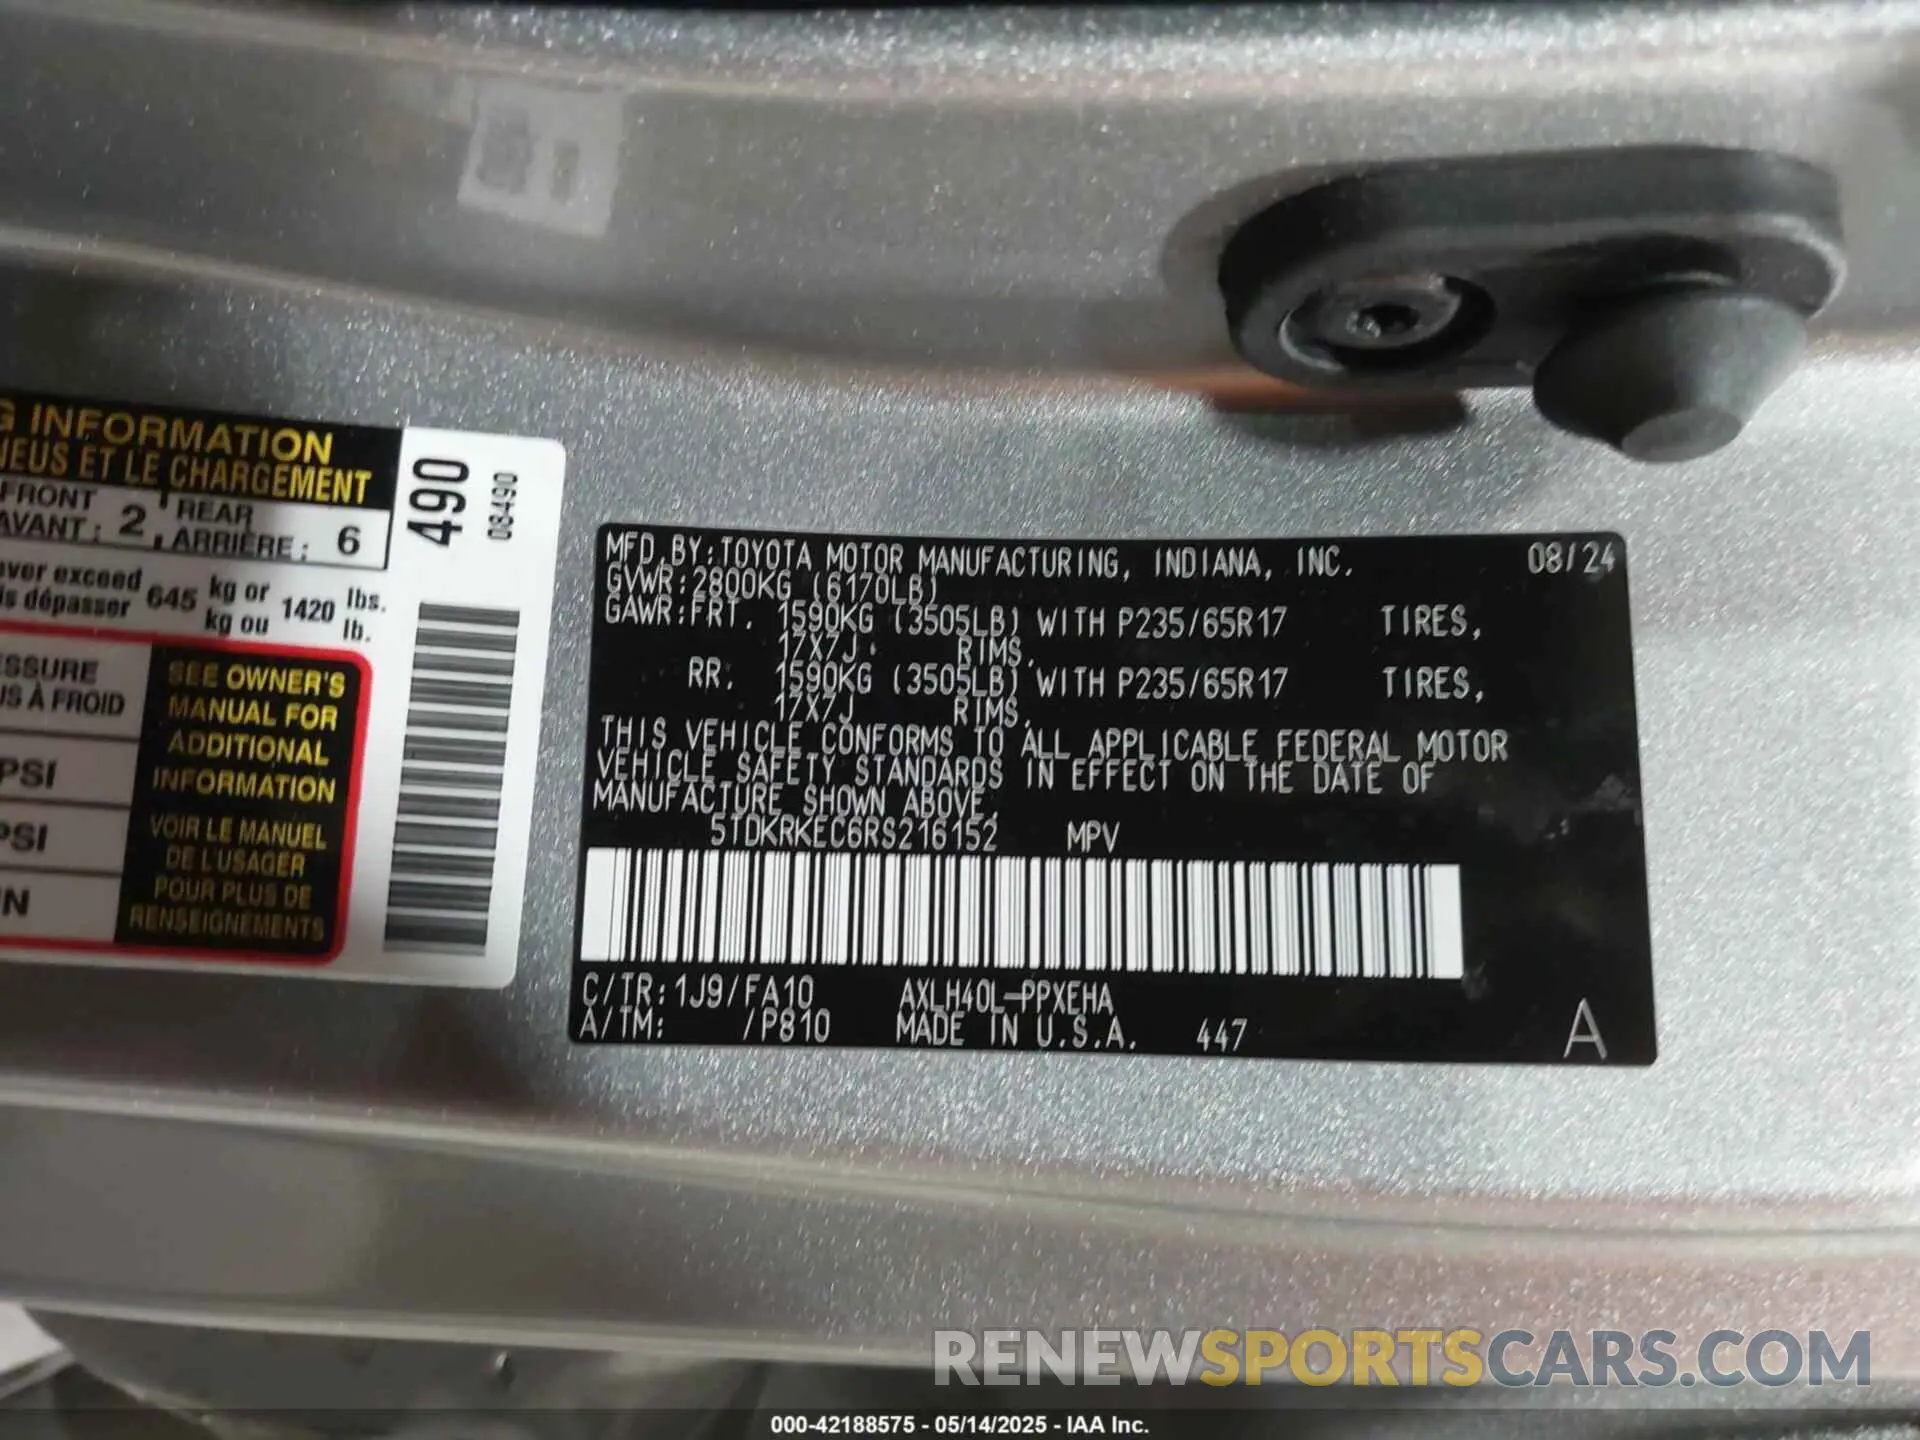 G INFORMATION
NEUS ET LE CHARGEMENT
FRONT
AVANT : 2 , REAR
ARRIÈRE : 6
ever exceed 645 kg or 1420 lbs.
is dépasser kg ou lb.
ESSURE
US À FROID
PSI
PSI
SEE OWNER'S
MANUAL FOR
ADDITIONAL
INFORMATION
VOIR LE MANUEL
DE L'USAGER
POUR PLUS DE
RENSEIGNEMENTS
490
08490
MFD.BY:TOYOTA MOTOR MANUFACTURING, INDIANA, INC. 08/24
GVWR:2800KG (6170LB)
GAWR:FRT. 1590KG (3505LB) WITH P235/65R17 TIRES,
17X7J RIMS,
RR. 1590KG (3505LB) WITH P235/65R17 TIRES,
17X7J RIMS.
THIS VEHICLE CONFORMS TO ALL APPLICABLE FEDERAL MOTOR
VEHICLE SAFETY STANDARDS IN EFFECT ON THE DATE OF
MANUFACTURE SHOWN ABOVE.
5TDKRKEC6RS216152 MPV
C/TR:1J9/FA10 AXLH40L-PPXEHA
A/TM: /P810 MADE IN U.S.A. 447 A
RENEWSPORTSCARS.COM
000-42188575 - 05/14/2025 - IAA Inc.